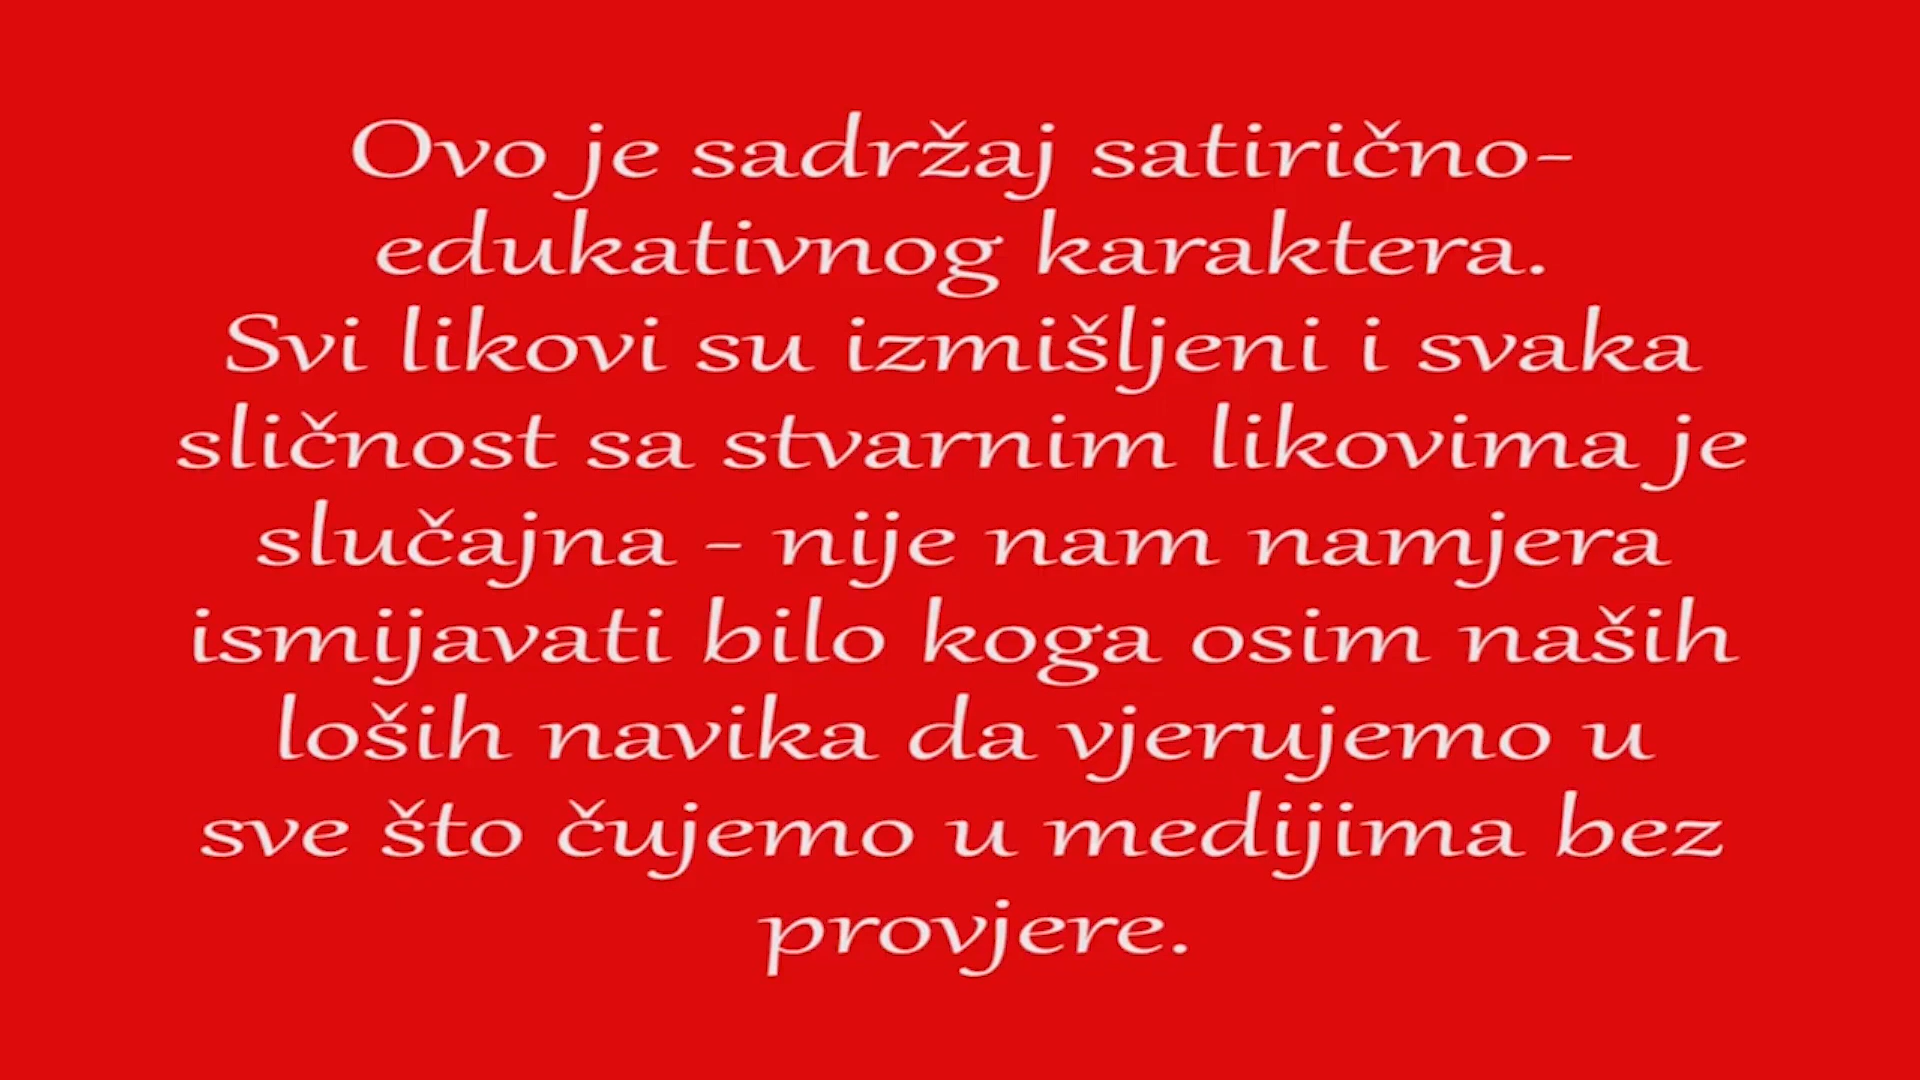 Ovo je sadržaj satirično-
edukativnog karaktera.
Svi likovi su izmišljeni i svaka
sličnost sa stvarnim likovima je
slučajna - nije nam namjera
ismijavati bilo koga osim naših
loših navika da vjerujemo u
sve što čujemo u medijima bez
provjere.